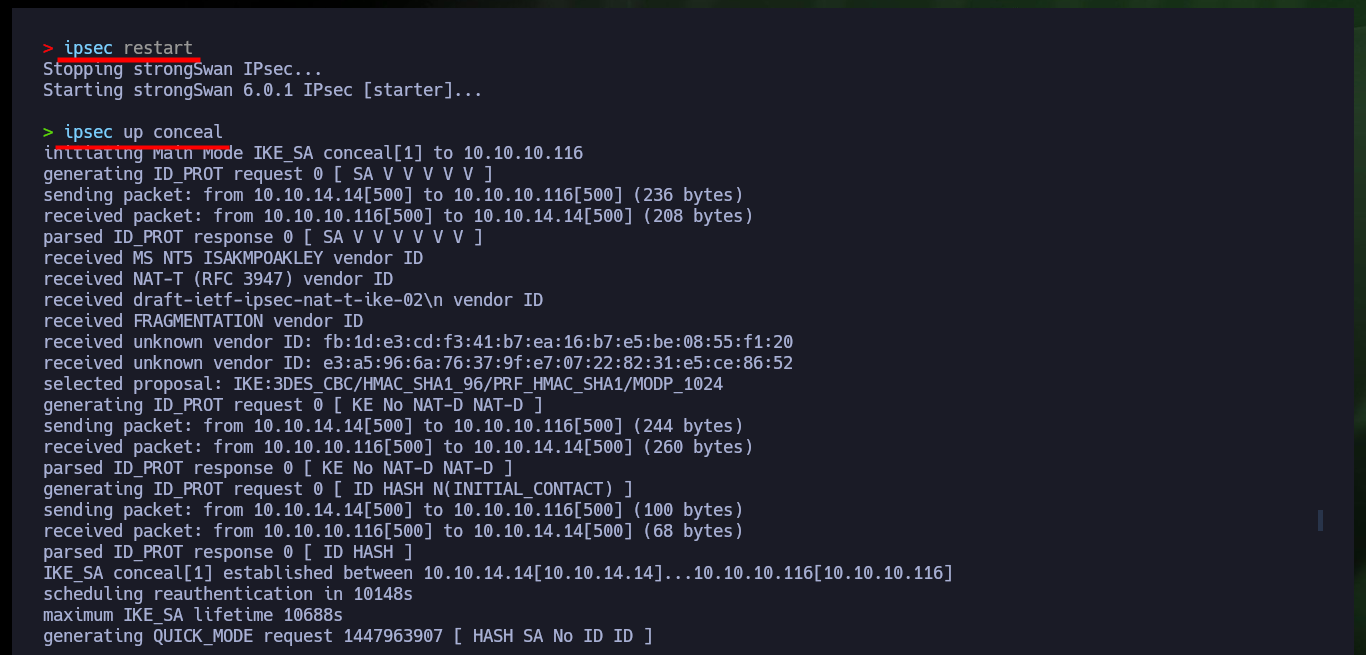 > ipsec restart
Stopping strongSwan IPsec...
Starting strongSwan 6.0.1 IPsec [starter]...
> ipsec up conceal
initiating Main Mode IKE_SA conceal[1] to 10.10.10.116
generating ID_PROT request 0 [ SA V V V V V ]
sending packet: from 10.10.14.14[500] to 10.10.10.116[500] (236 bytes)
received packet: from 10.10.10.116[500] to 10.10.14.14[500] (208 bytes)
parsed ID_PROT response 0 [ SA V V V V V V ]
received MS NT5 ISAKMPOAKLEY vendor ID
received NAT-T (RFC 3947) vendor ID
received draft-ietf-ipsec-nat-t-ike-02\n vendor ID
received FRAGMENTATION vendor ID
received unknown vendor ID: fb:1d:e3:cd:f3:41:b7:ea:16:b7:e5:be:08:55:f1:20
received unknown vendor ID: e3:a5:96:6a:76:37:9f:e7:07:22:82:31:e5:ce:86:52
selected proposal: IKE:3DES_CBC/HMAC_SHA1_96/PRF_HMAC_SHA1/MODP_1024
generating ID_PROT request 0 [ KE No NAT-D NAT-D ]
sending packet: from 10.10.14.14[500] to 10.10.10.116[500] (244 bytes)
received packet: from 10.10.10.116[500] to 10.10.14.14[500] (260 bytes)
parsed ID_PROT response 0 [ KE No NAT-D NAT-D ]
generating ID_PROT request 0 [ ID HASH N(INITIAL_CONTACT) ]
sending packet: from 10.10.14.14[500] to 10.10.10.116[500] (100 bytes)
received packet: from 10.10.10.116[500] to 10.10.14.14[500] (68 bytes)
parsed ID_PROT response 0 [ ID HASH ]
IKE_SA conceal[1] established between 10.10.14.14[10.10.14.14]...10.10.10.116[10.10.10.116]
scheduling reauthentication in 10148s
maximum IKE_SA lifetime 10688s
generating QUICK_MODE request 1447963907 [ HASH SA No ID ID ]